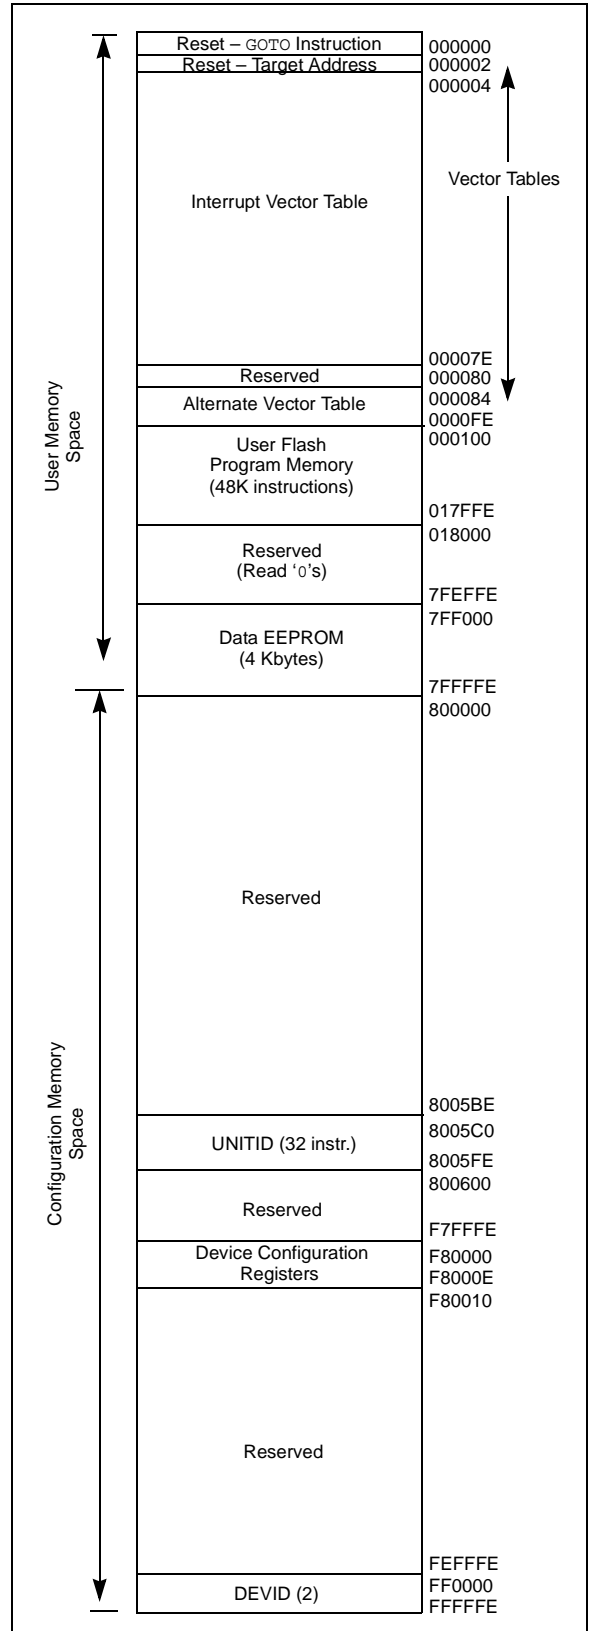 Reset – GOTO Instruction
000000
Reset – Target Address
000002
000004
Vector Tables
Interrupt Vector Table
00007E
Reserved
000080
Alternate Vector Table
000084
0000FE
000100
User Flash
Program Memory
(48K instructions)
User Memory
Space
017FFE
018000
Reserved
(Read ‘0’s)
7FEFFE
7FF000
Data EEPROM
(4 Kbytes)
7FFFFE
800000
Reserved
Configuration Memory
Space
8005BE
8005C0
UNITID (32 instr.)
8005FE
800600
Reserved
F7FFFE
Device Configuration
Registers
F80000
F8000E
F80010
Reserved
FEFFFE
FF0000
DEVID (2)
FFFFFE